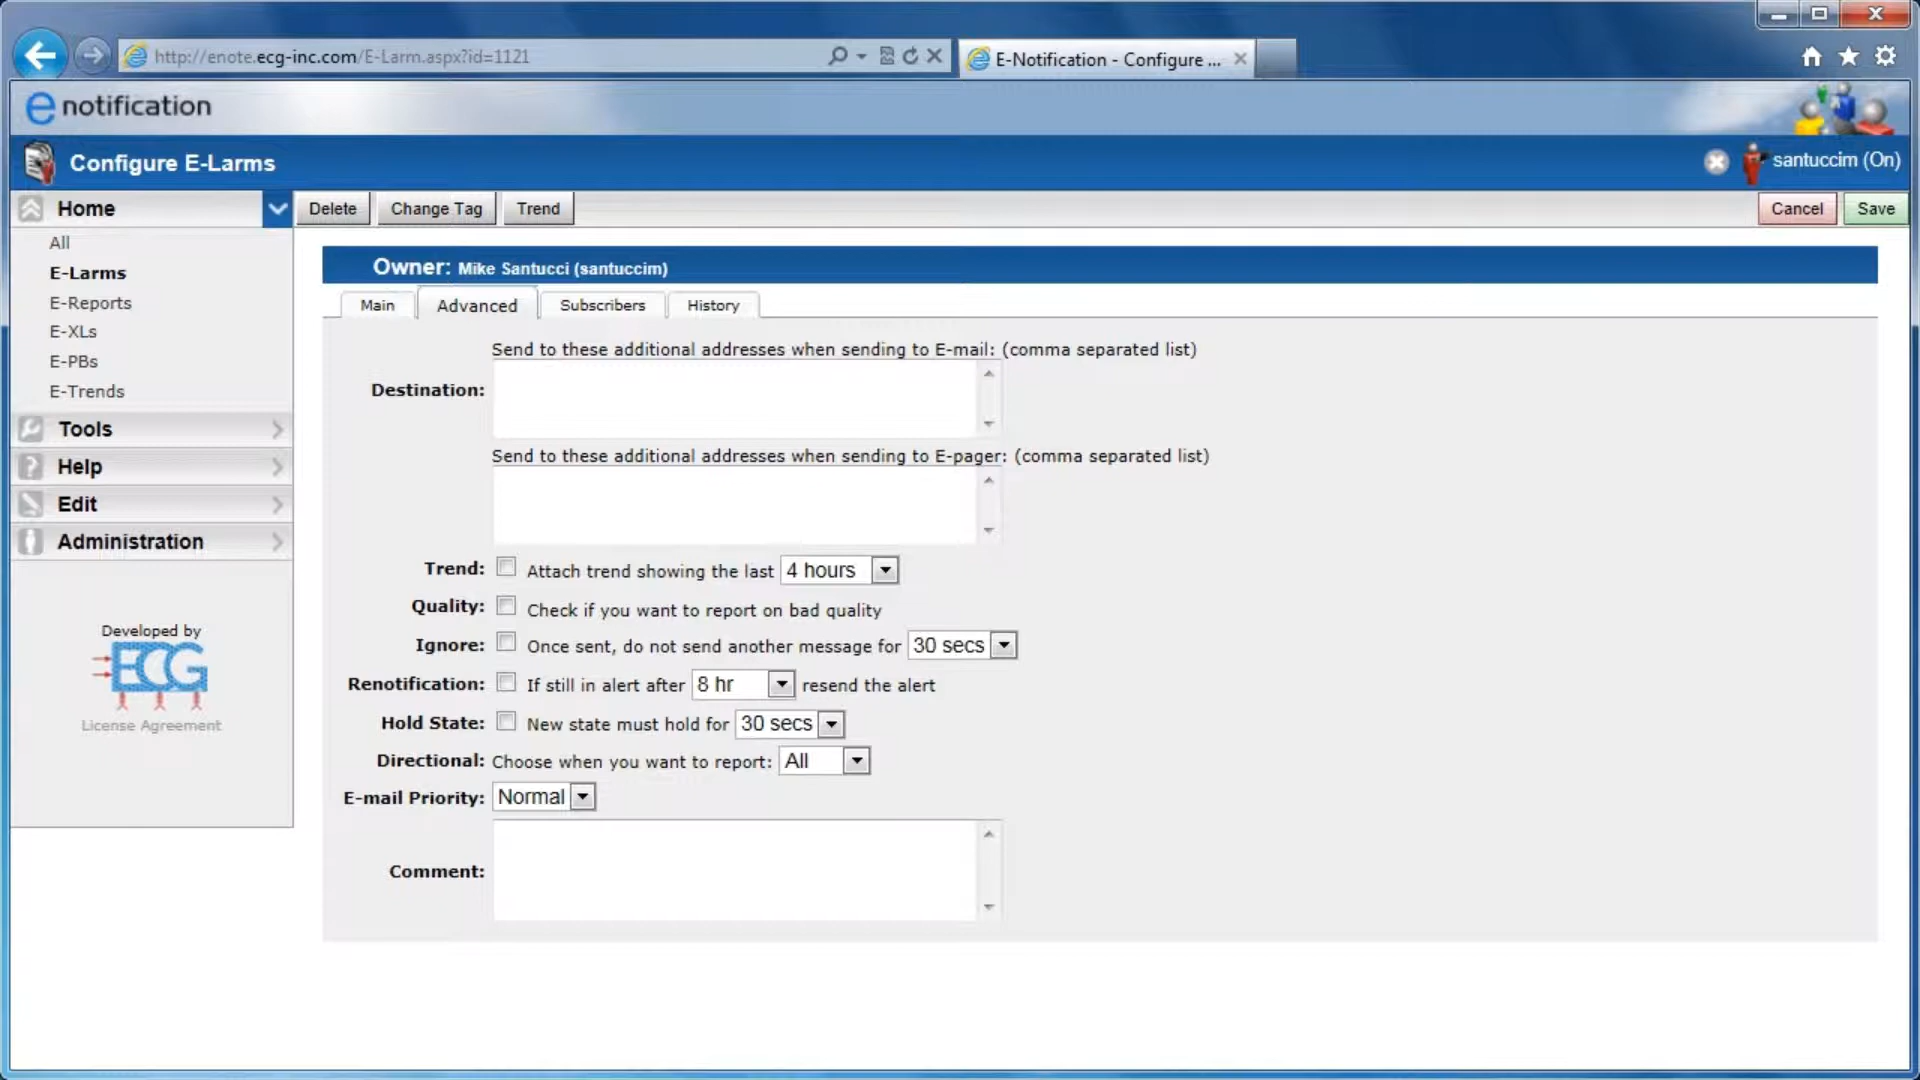 http://enote.ecg-inc.com/E-Larm.aspx?id=1121
E-Notification - Configure ...
e notification
Configure E-Larms
santuccim (On)
Home
Delete
Change Tag
Trend
Cancel
Save
All
E-Larms
E-Reports
E-XLs
E-PBs
E-Trends
Tools
Help
Edit
Administration
Developed by
ECG
License Agreement
Owner: Mike Santucci (santuccim)
Main
Advanced
Subscribers
History
Send to these additional addresses when sending to E-mail: (comma separated list)
Destination:
Send to these additional addresses when sending to E-pager: (comma separated list)
Trend: Attach trend showing the last 4 hours
Quality: Check if you want to report on bad quality
Ignore: Once sent, do not send another message for 30 secs
Renotification: If still in alert after 8 hr resend the alert
Hold State: New state must hold for 30 secs
Directional: Choose when you want to report: All
E-mail Priority: Normal
Comment: